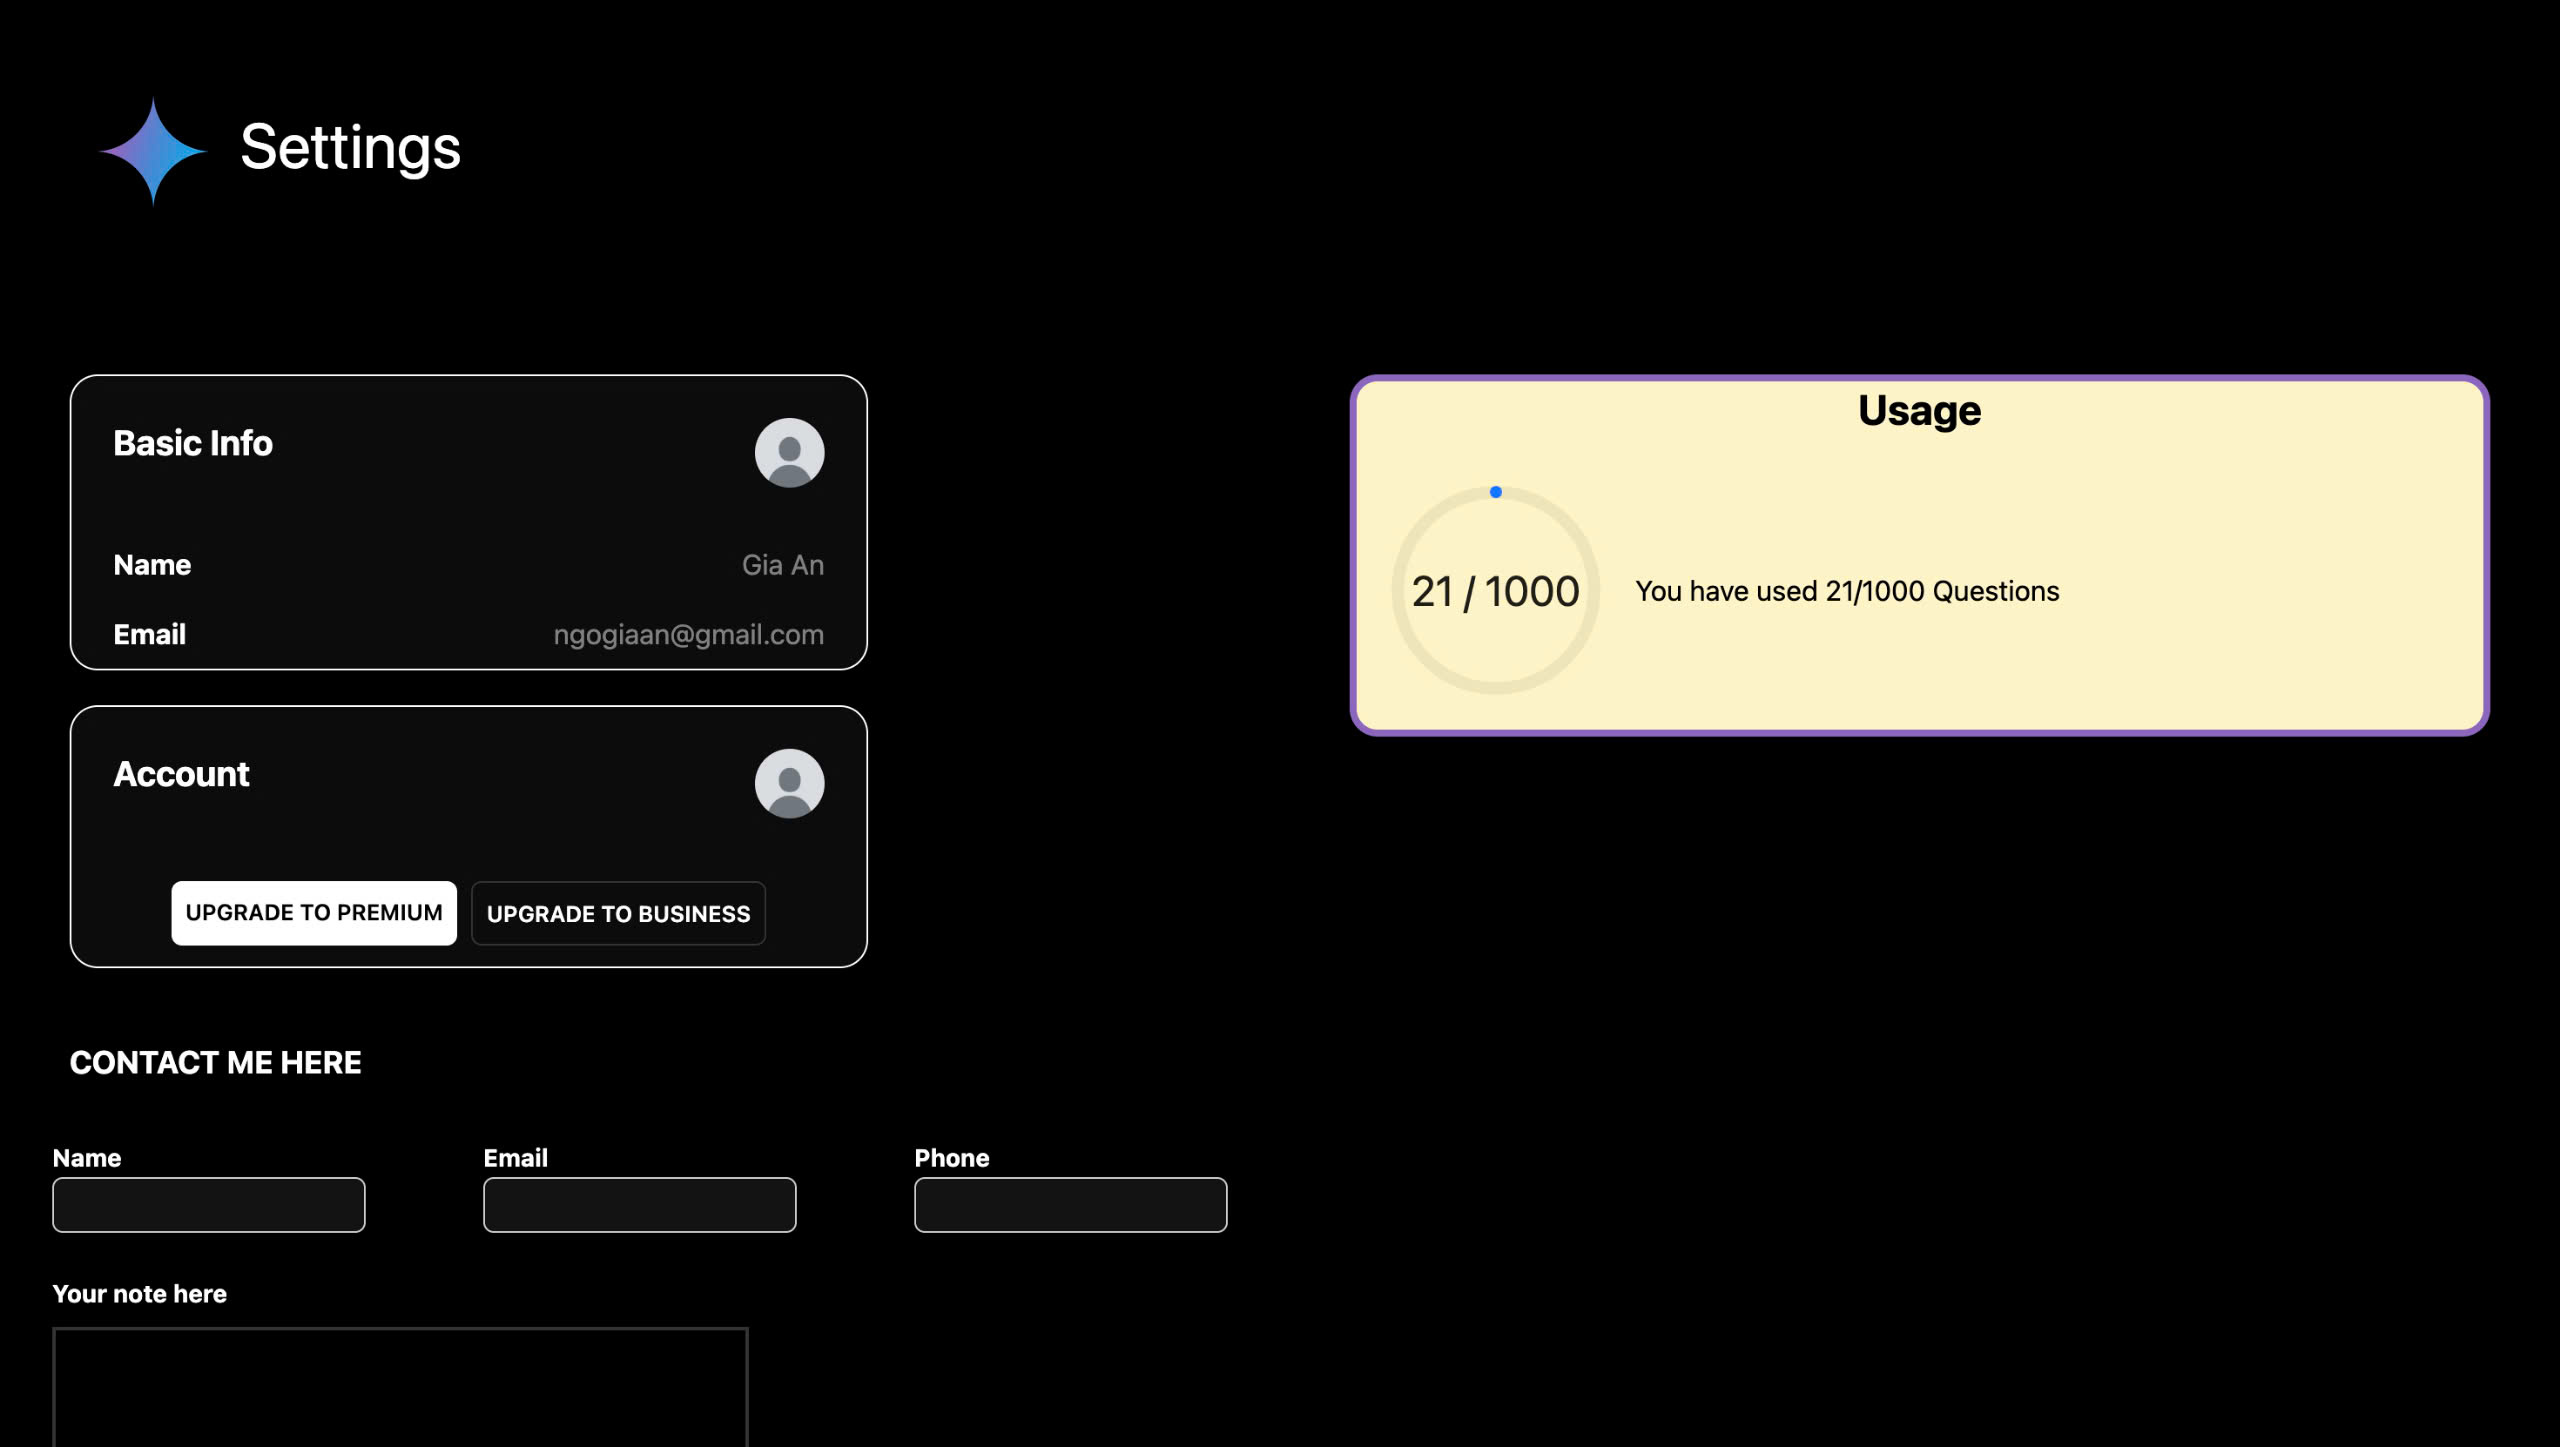 Settings
Basic Info
Name Gia An
Email ngogiaan@gmail.com
Account
UPGRADE TO PREMIUM UPGRADE TO BUSINESS
Usage
21 / 1000 You have used 21/1000 Questions
CONTACT ME HERE
Name Email Phone
Your note here